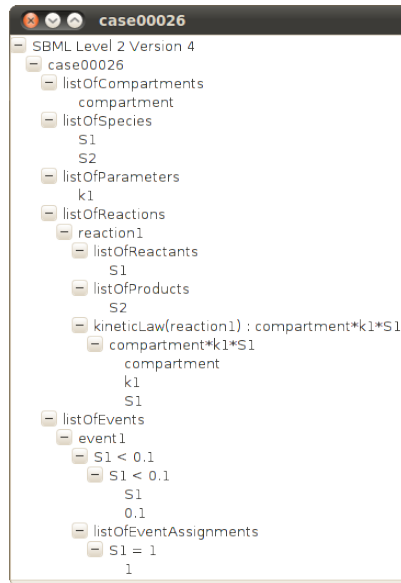 case00026
SBML Level 2 Version 4
case00026
listOfCompartments
compartment
listOfSpecies
S1
S2
listOfParameters
k1
listOfReactions
reaction1
listOfReactants
S1
listOfProducts
S2
kineticLaw(reaction1) : compartment*k1*S1
compartment*k1*S1
compartment
k1
S1
listOfEvents
event1
S1 < 0.1
S1 < 0.1
S1
0.1
listOfEventAssignments
S1 = 1
1